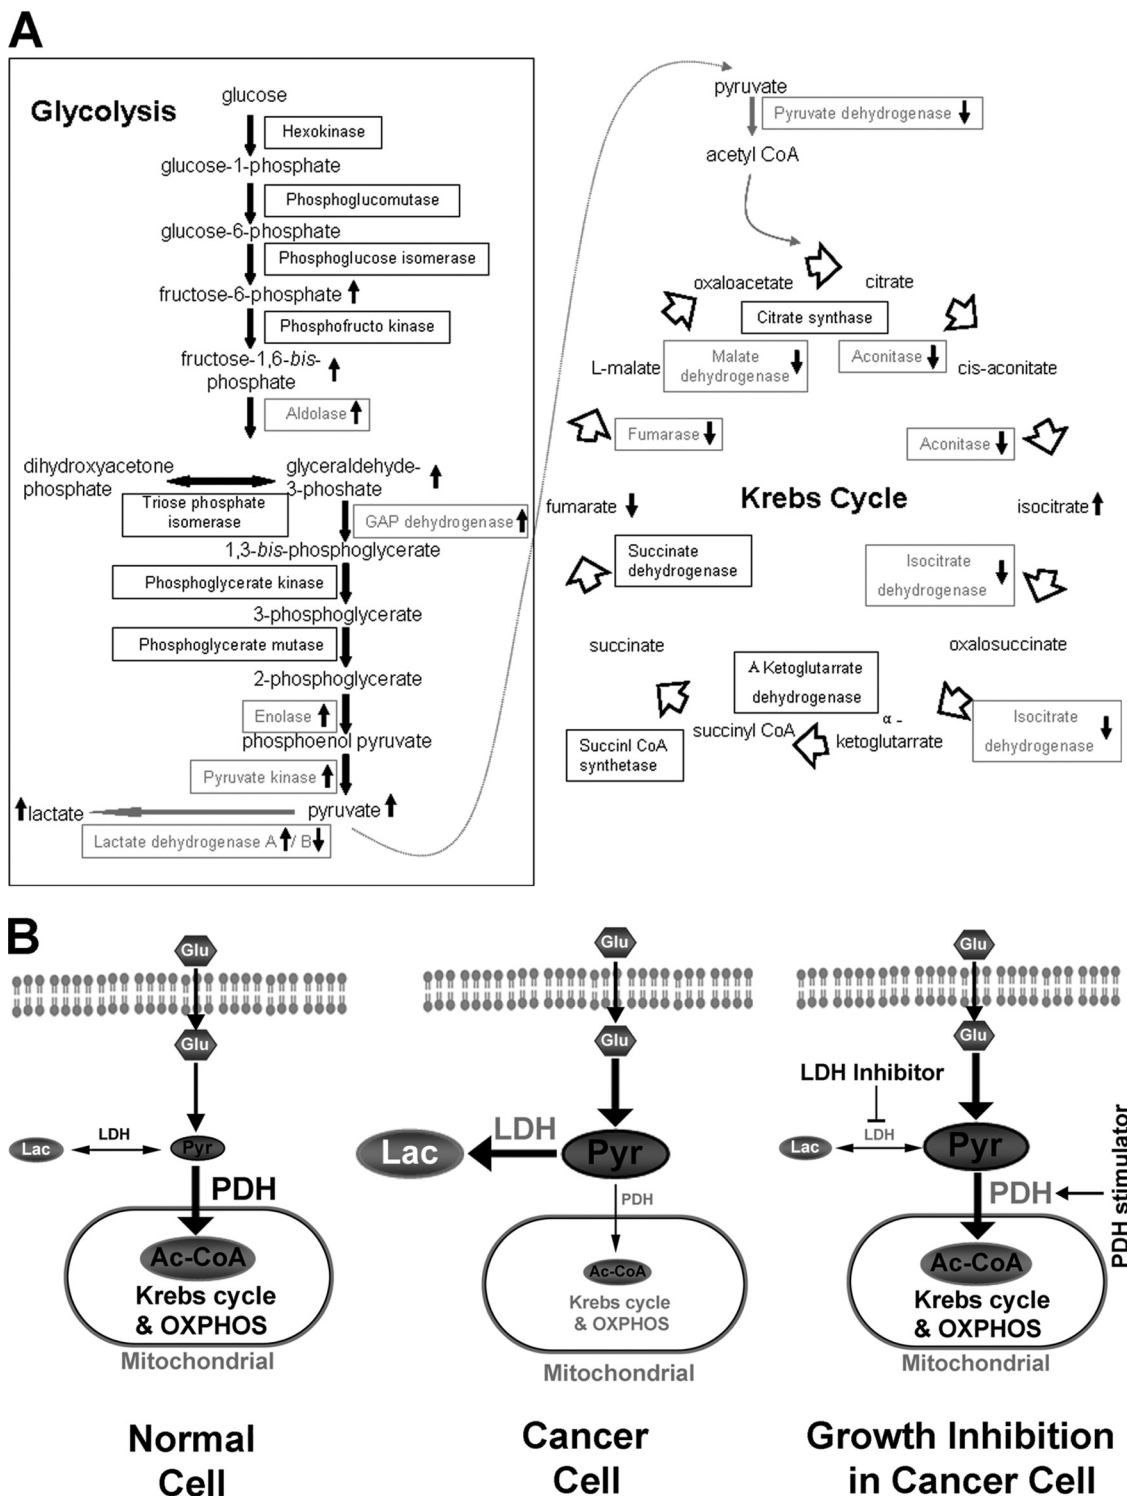 A
Glycolysis
glucose
Hexokinase
glucose-1-phosphate
Phosphoglucomutase
glucose-6-phosphate
Phosphoglucose isomerase
fructose-6-phosphate
Phosphofructo kinase
fructose-1,6-bis-
phosphate
Aldolase
dihydroxyacetone
phosphate
glyceraldehyde-
3-phoshate
Triose phosphate
isomerase
GAP dehydrogenase
1,3-bis-phosphoglycerate
Phosphoglycerate kinase
3-phosphoglycerate
Phosphoglycerate mutase
2-phosphoglycerate
Enolase
phosphoenol pyruvate
Pyruvate kinase
lactate
pyruvate
Lactate dehydrogenase A / B
pyruvate
Pyruvate dehydrogenase
acetyl CoA
oxaloacetate
citrate
Citrate synthase
L-malate
Malate
dehydrogenase
Aconitase
cis-aconitate
Fumarase
Aconitase
Krebs Cycle
fumarate
isocitrate
Succinate
dehydrogenase
Isocitrate
dehydrogenase
succinate
oxalosuccinate
A Ketoglutarrate
dehydrogenase
Succinl CoA
synthetase
succinyl CoA
α -
ketoglutarrate
Isocitrate
dehydrogenase
B
Glu
Glu
LDH
Lac
Pyr
PDH
Ac-CoA
Krebs cycle
& OXPHOS
Mitochondrial
Normal
Cell
Glu
Glu
LDH
Lac
Pyr
PDH
Ac-CoA
Krebs cycle
& OXPHOS
Mitochondrial
Cancer
Cell
Glu
Glu
LDH Inhibitor
LDH
Lac
Pyr
PDH
PDH stimulator
Ac-CoA
Krebs cycle
& OXPHOS
Mitochondrial
Growth Inhibition
in Cancer Cell